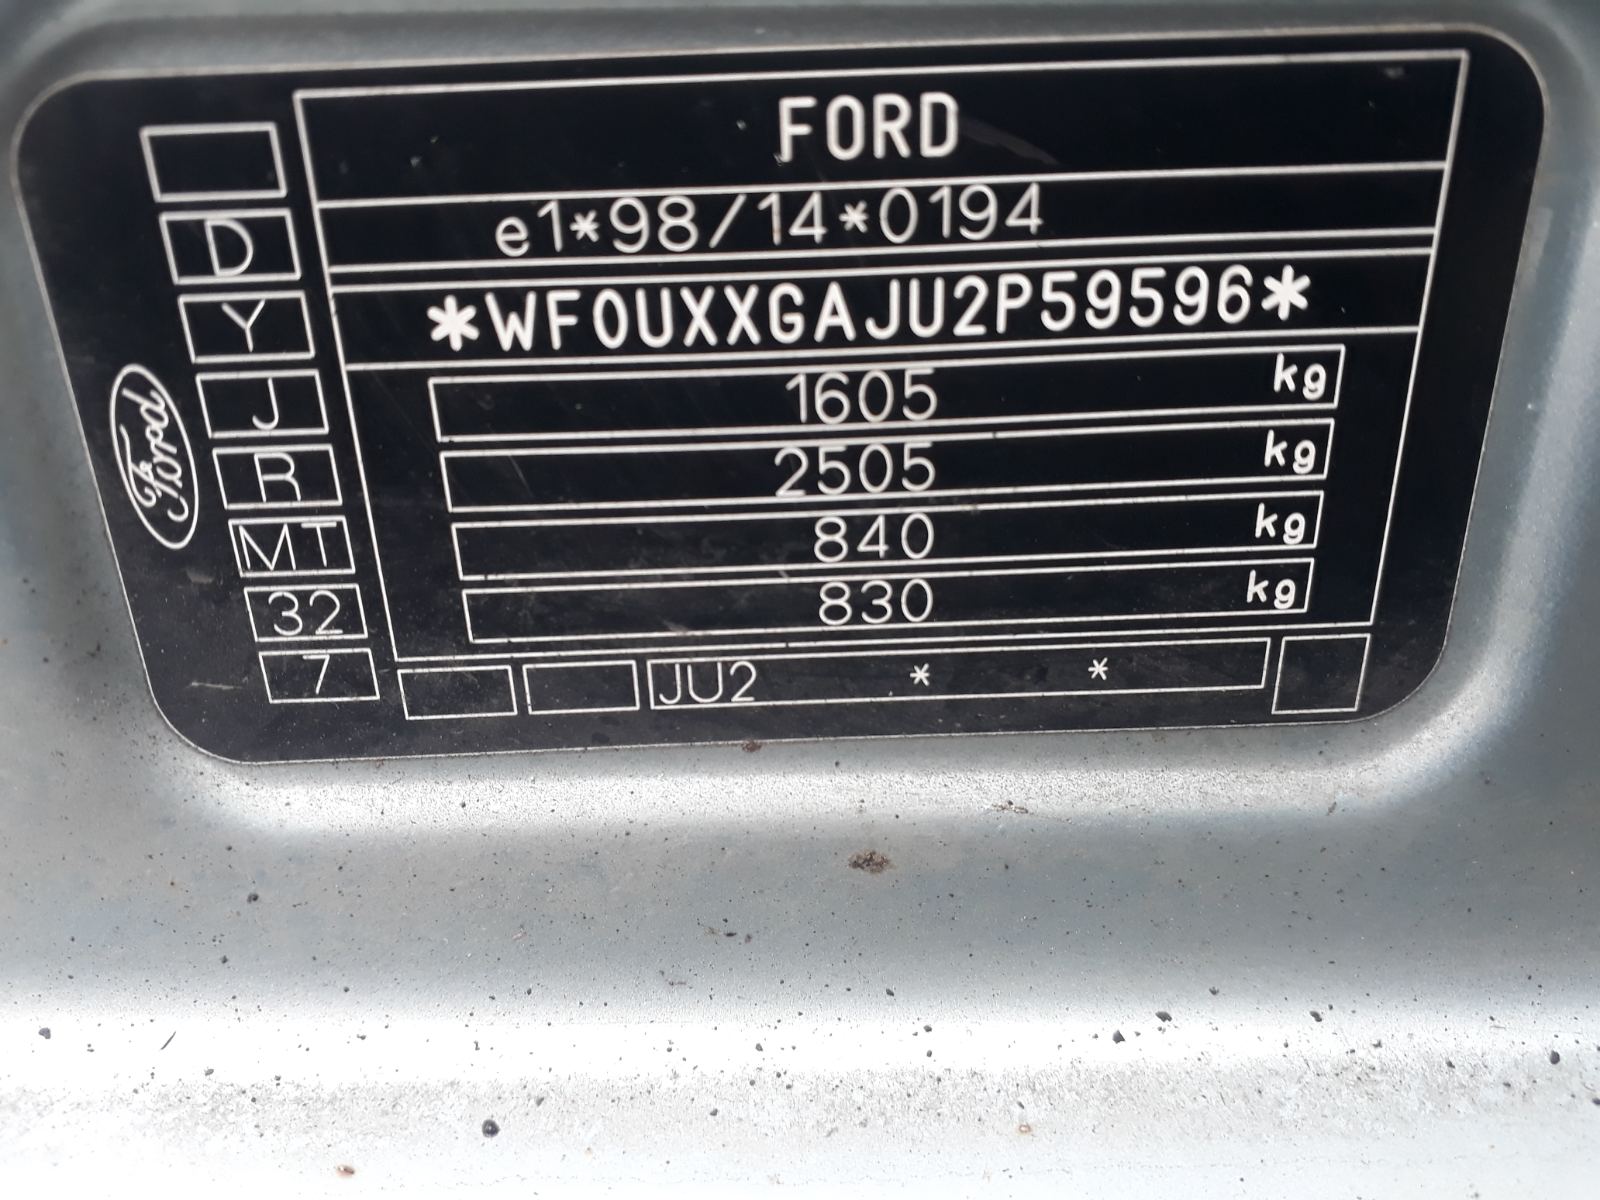 FORD
e1*98/14*0194
*WF0UXXGAJU2P59596*
1605 kg
2505 kg
840 kg
830 kg
JU2 * *
D
Y
J
R
MT
32
7
Ford